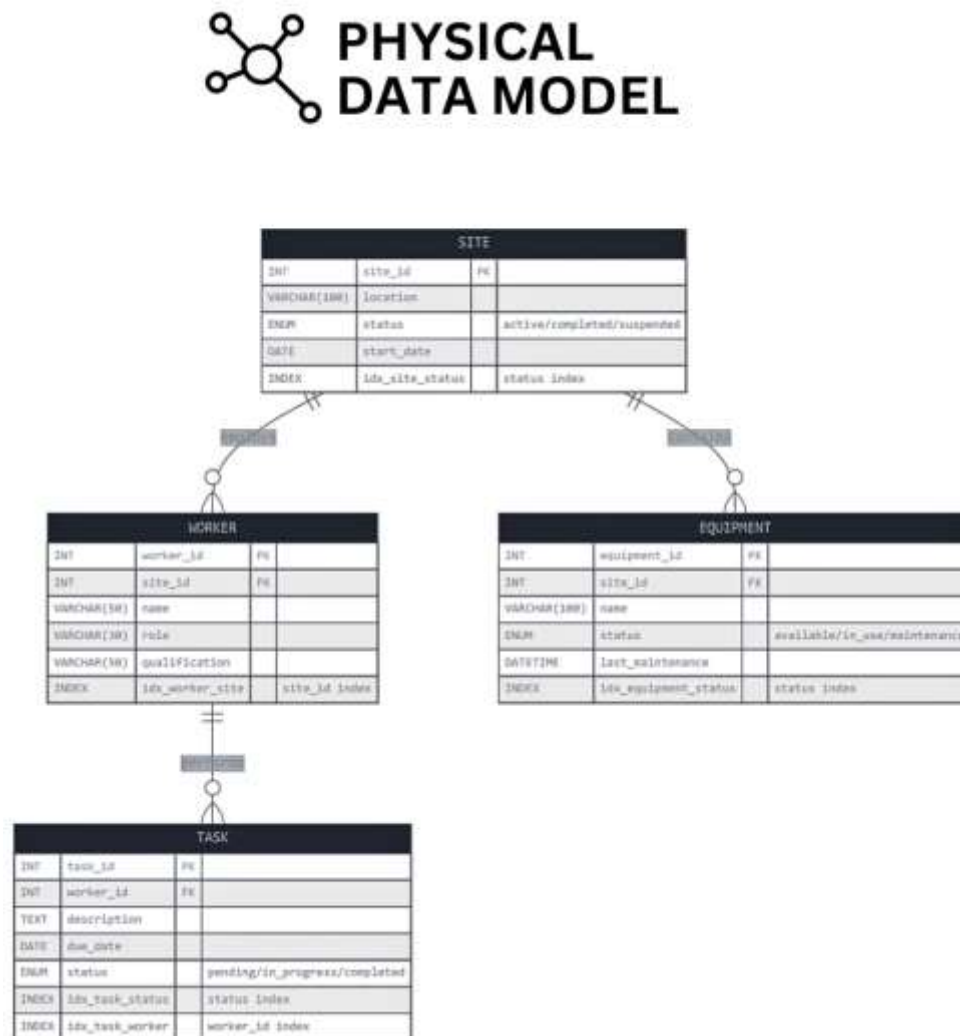 PHYSICAL
DATA MODEL
SITE
INT site_id PK
VARCHAR(100) location
ENUM status active/completed/suspended
DATE start_date
INDEX idx_site_status status index
WORKER
INT worker_id PK
INT site_id FK
VARCHAR(50) name
VARCHAR(30) role
VARCHAR(50) qualification
INDEX idx_worker_site site_id index
EQUIPMENT
INT equipment_id PK
INT site_id FK
VARCHAR(100) name
ENUM status available/in_use/maintenance
DATETIME last_maintenance
INDEX idx_equipment_status status index
TASK
INT task_id PK
INT worker_id FK
TEXT description
DATE due_date
ENUM status pending/in_progress/completed
INDEX idx_task_status status index
INDEX idx_task_worker worker_id index